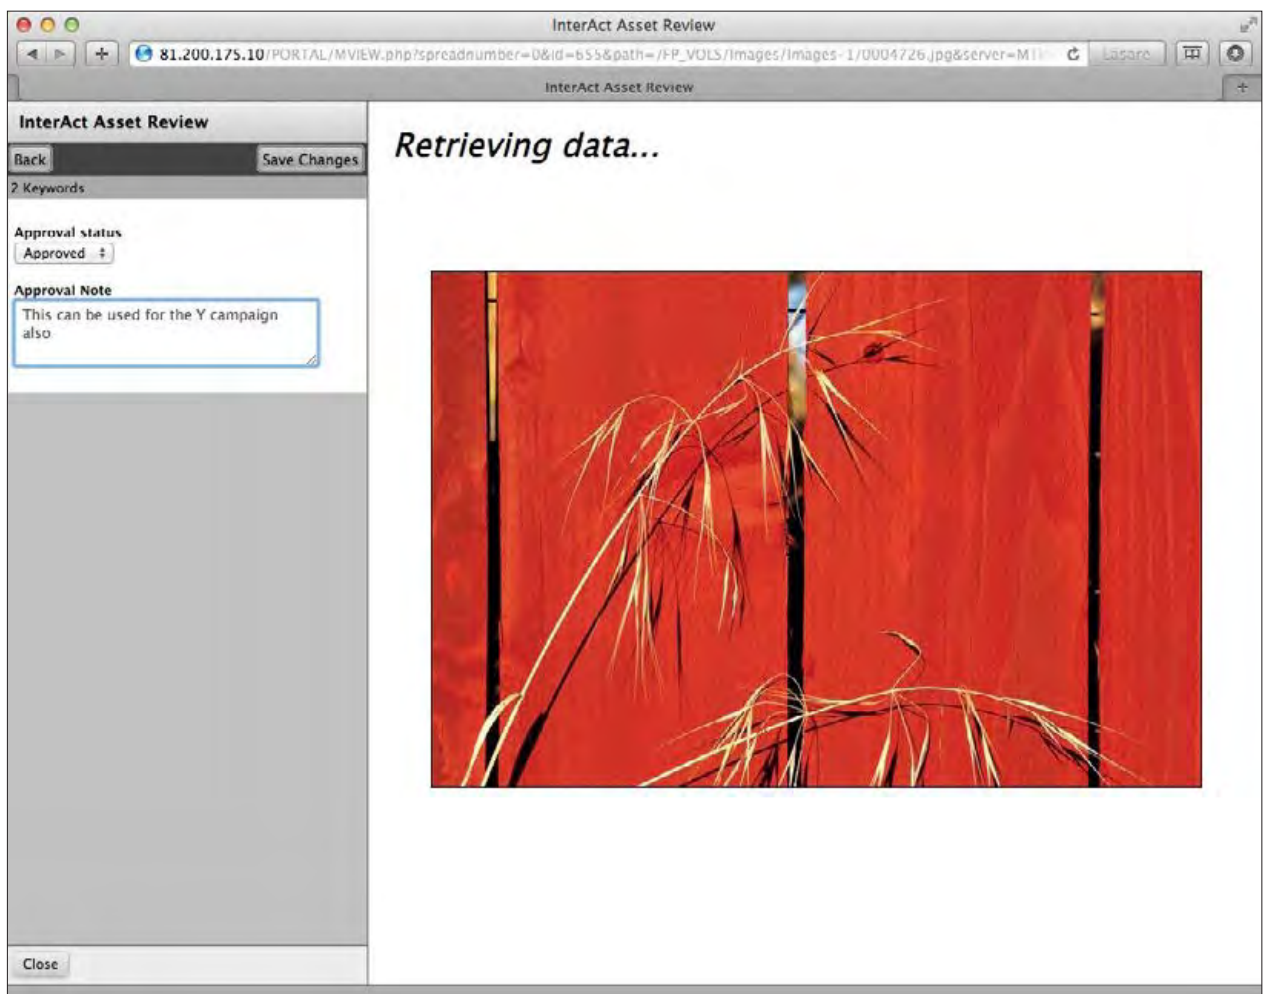 InterAct Asset Review
81.200.175.10/PORTAL/MVIEW.php?spreadnumber=0&id=655&path=/FP_VOLS/Images/Images-1/0004726.jpg&server=MT
Läsare
InterAct Asset Review
InterAct Asset Review
Retrieving data...
Back
Save Changes
2 Keywords
Approval status
Approved
Approval Note
This can be used for the Y campaign
also
Close